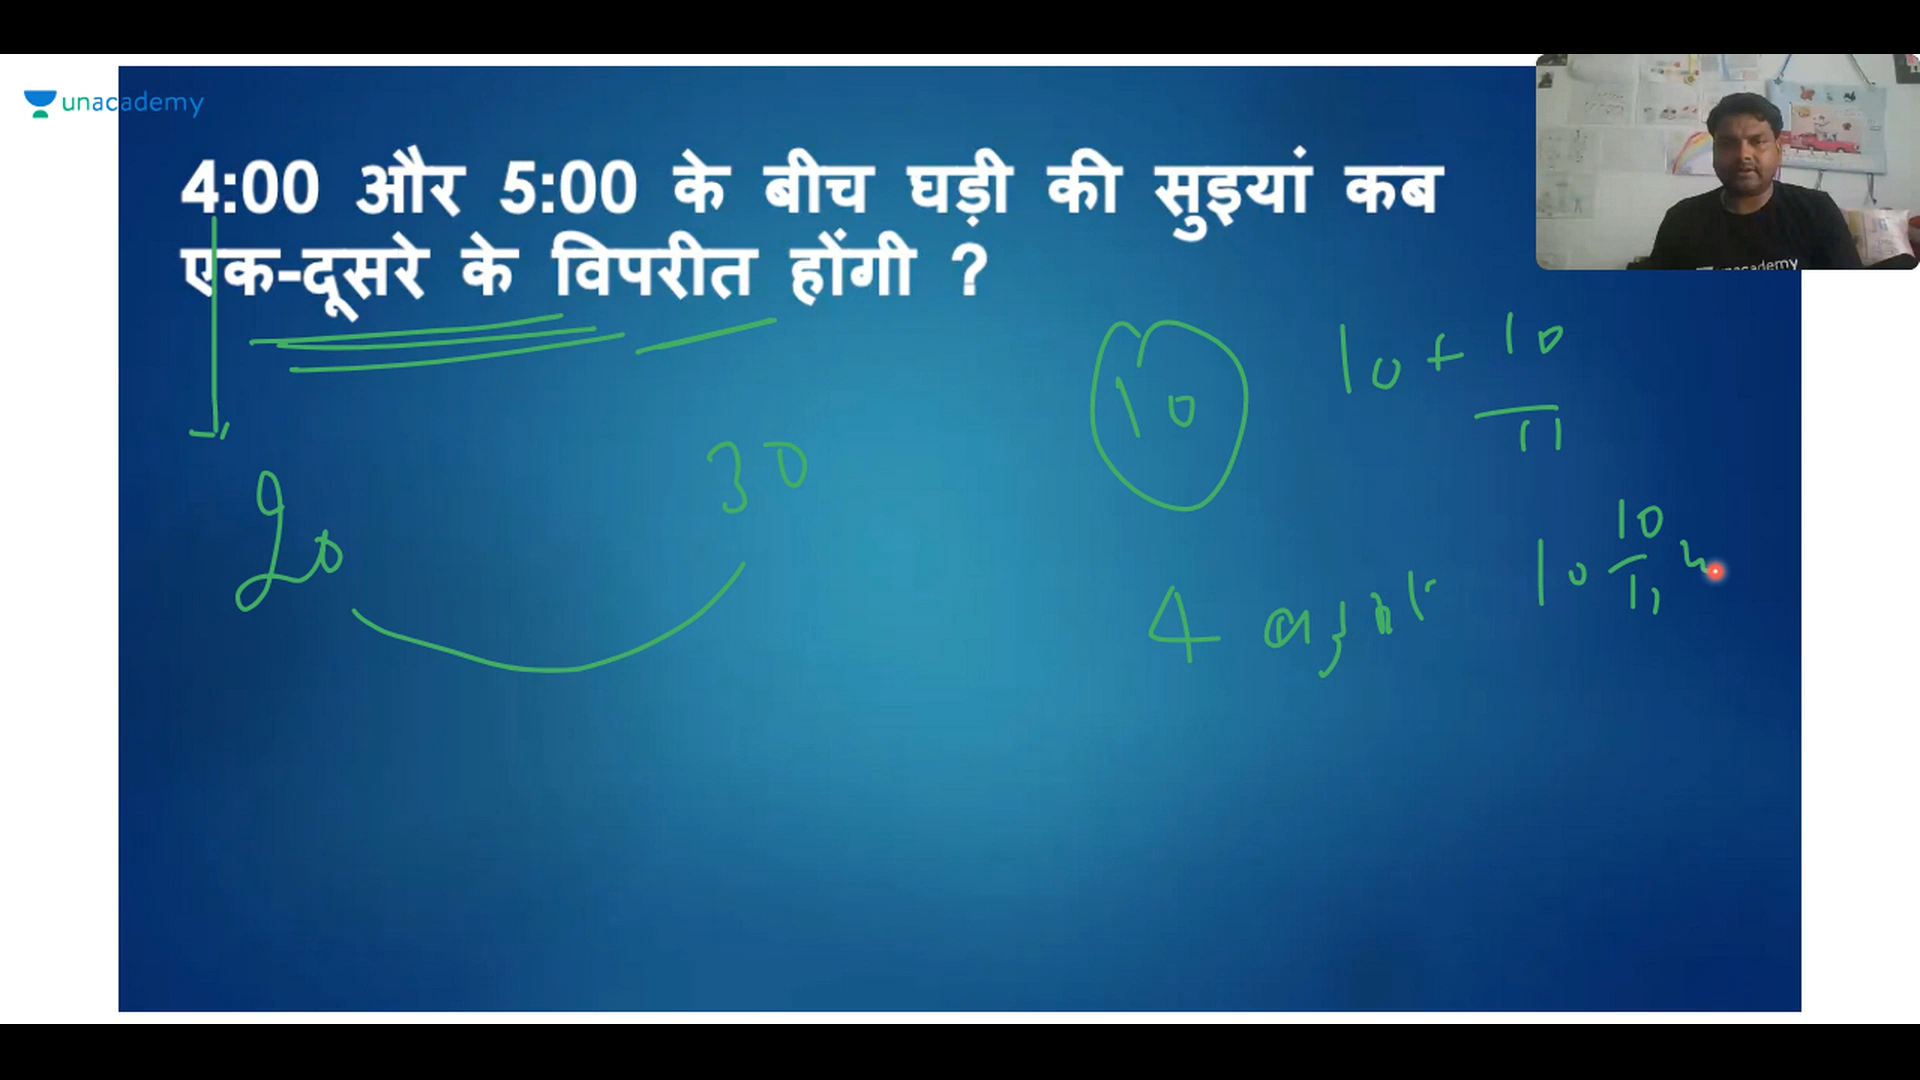 unacademy
4:00 और 5:00 के बीच घड़ी की सुइयां कब
एक-दूसरे के विपरीत होंगी ?
unacademy
10 10 + 10/11
20 30
4 10 10/11